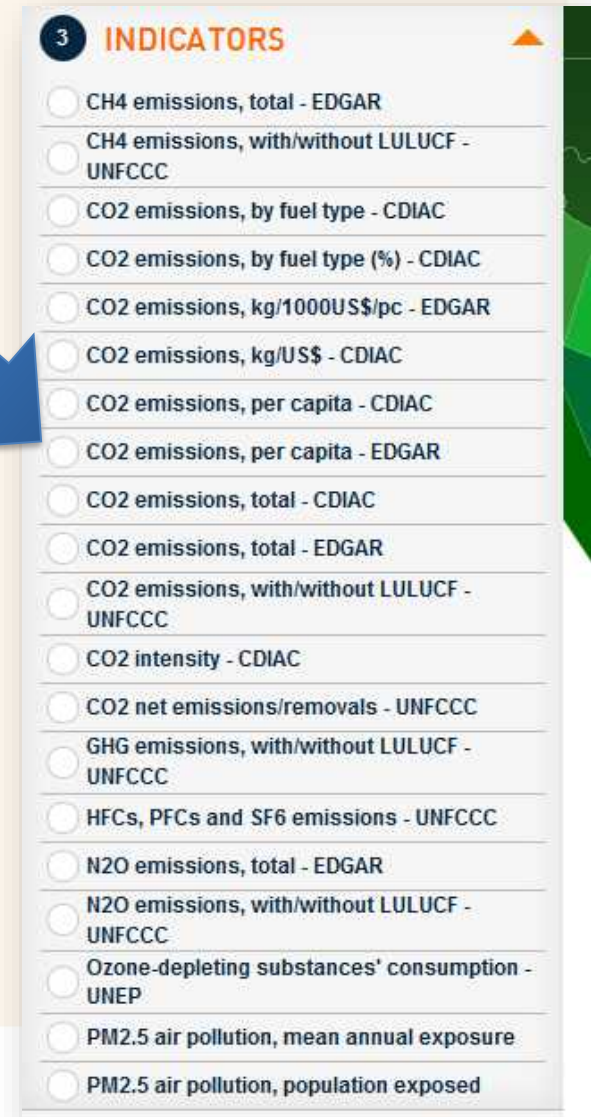 3 INDICATORS
CH4 emissions, total - EDGAR
CH4 emissions, with/without LULUCF -
UNFCCC
CO2 emissions, by fuel type - CDIAC
CO2 emissions, by fuel type (%) - CDIAC
CO2 emissions, kg/1000US$/pc - EDGAR
CO2 emissions, kg/US$ - CDIAC
CO2 emissions, per capita - CDIAC
CO2 emissions, per capita - EDGAR
CO2 emissions, total - CDIAC
CO2 emissions, total - EDGAR
CO2 emissions, with/without LULUCF -
UNFCCC
CO2 intensity - CDIAC
CO2 net emissions/removals - UNFCCC
GHG emissions, with/without LULUCF -
UNFCCC
HFCs, PFCs and SF6 emissions - UNFCCC
N2O emissions, total - EDGAR
N2O emissions, with/without LULUCF -
UNFCCC
Ozone-depleting substances' consumption -
UNEP
PM2.5 air pollution, mean annual exposure
PM2.5 air pollution, population exposed